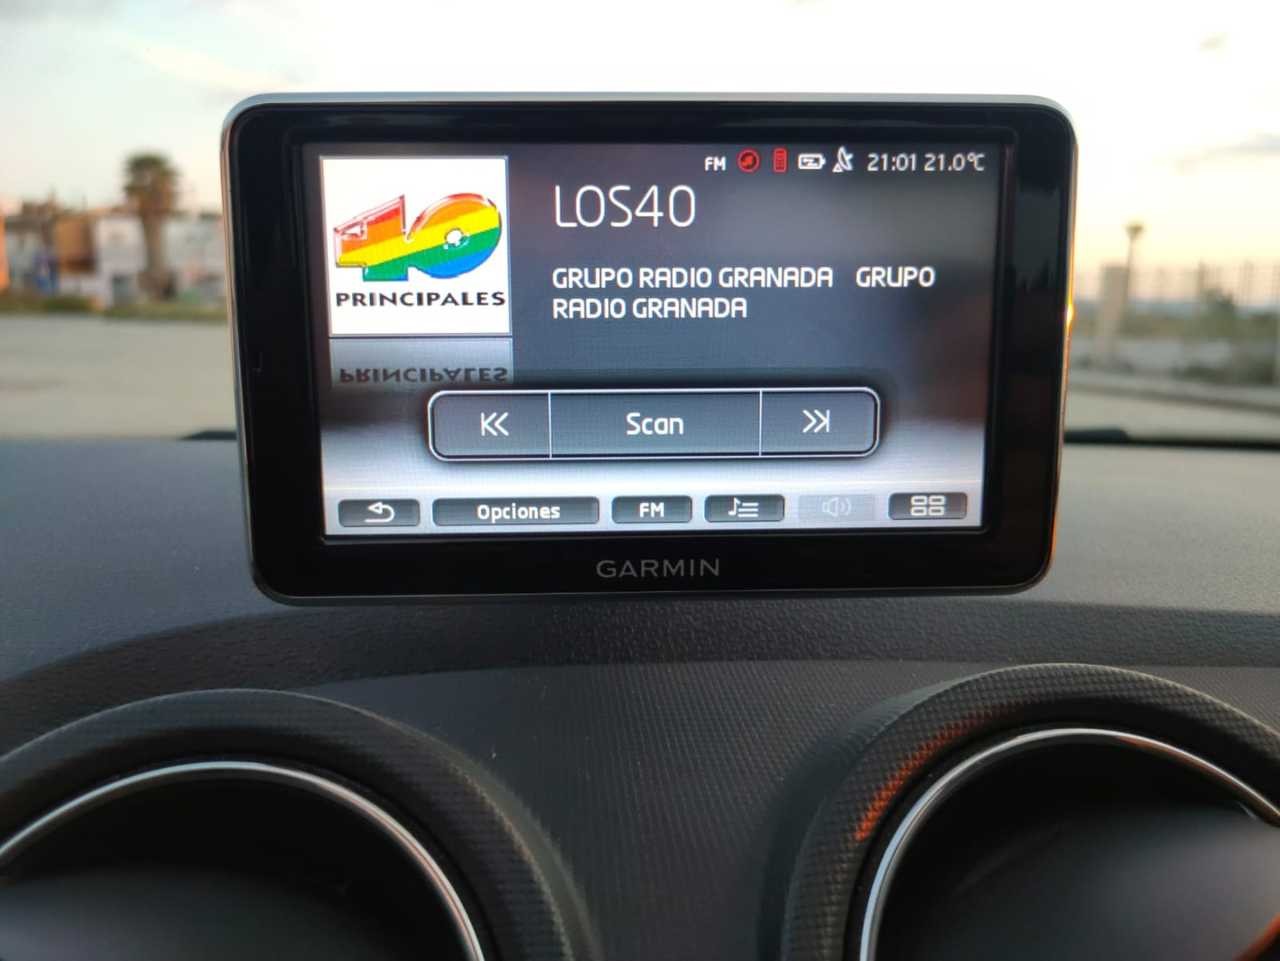 FM 21:01 21.0℃
LOS40
40
PRINCIPALES
GRUPO RADIO GRANADA GRUPO
RADIO GRANADA
PRINCIPALES
Scan
Opciones
FM
GARMIN